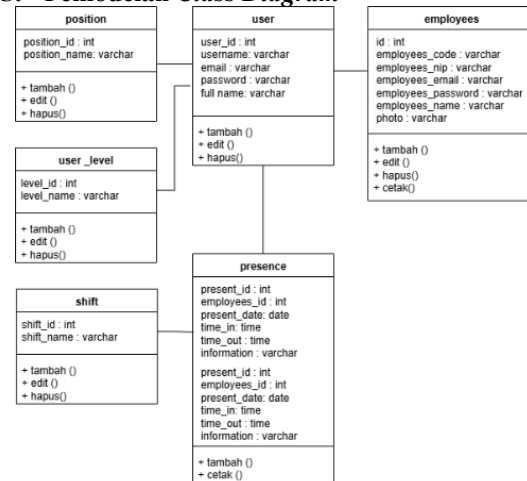 C. Pemodelan Class Diagram
position
position_id : int
position_name: varchar
+ tambah ()
+ edit ()
+ hapus()
user
user_id : int
username: varchar
email : varchar
password : varchar
full name: varchar
+ tambah ()
+ edit ()
+ hapus()
employees
id : int
employees_code : varchar
employees_nip : varchar
employees_email : varchar
employees_password : varchar
employees_name : varchar
photo : varchar
+ tambah ()
+ edit ()
+ hapus()
+ cetak()
user _level
level_id : int
level_name : varchar
+ tambah ()
+ edit ()
+ hapus()
shift
shift_id : int
shift_name : varchar
+ tambah ()
+ edit ()
+ hapus()
presence
present_id : int
employees_id : int
present_date: date
time_in: time
time_out : time
information : varchar
present_id : int
employees_id : int
present_date: date
time_in: time
time_out : time
information : varchar
+ tambah ()
+ cetak ()